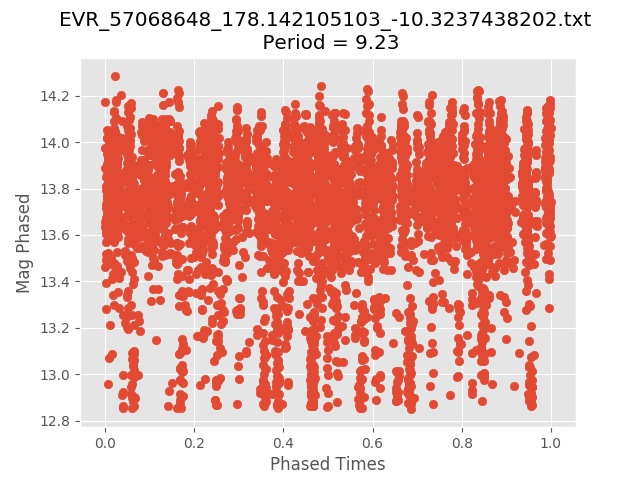 EVR_57068648_178.142105103_-10.3237438202.txt
Period = 9.23
Mag Phased
14.2
14.0
13.8
13.6
13.4
13.2
13.0
12.8
0.0 0.2 0.4 0.6 0.8 1.0
Phased Times